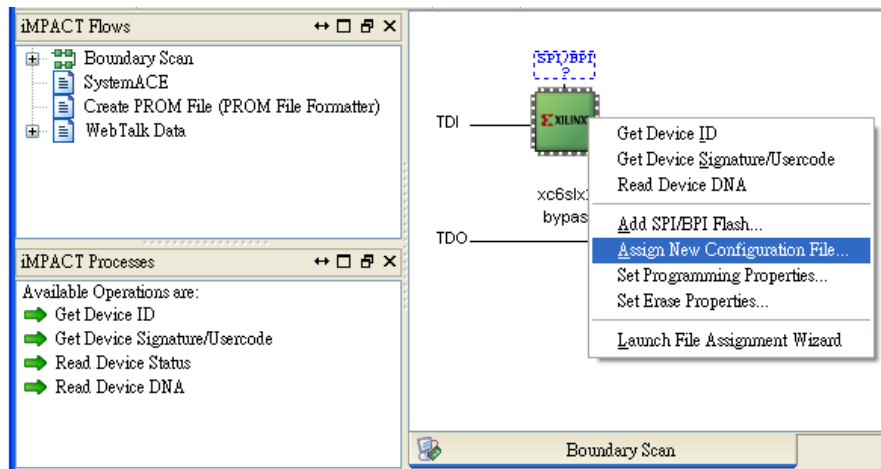 iMPACT Flows
Boundary Scan
SystemACE
Create PROM File (PROM File Formatter)
WebTalk Data
iMPACT Processes
Available Operations are:
Get Device ID
Get Device Signature/Usercode
Read Device Status
Read Device DNA
SPI/BPI
?
TDI
XILINX
xc6slx
bypas
TDO
Get Device ID
Get Device Signature/Usercode
Read Device DNA
Add SPI/BPI Flash...
Assign New Configuration File...
Set Programming Properties...
Set Erase Properties...
Launch File Assignment Wizard
Boundary Scan